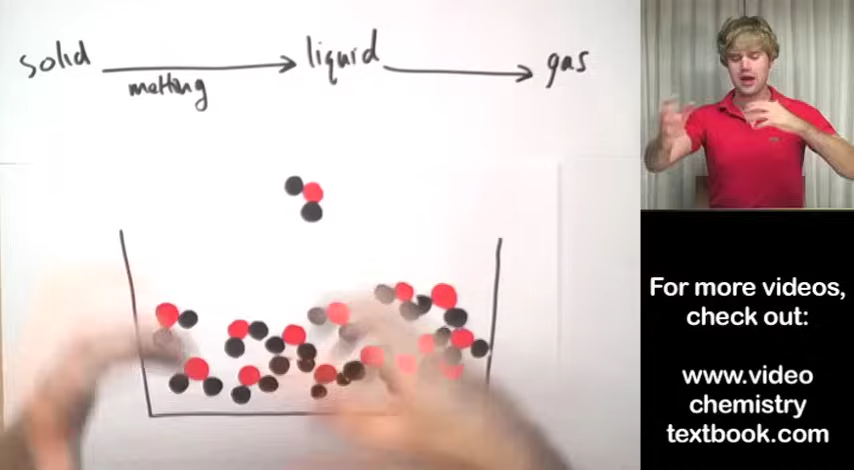 solid
melting
liquid
gas
For more videos,
check out:
www.video
chemistry
textbook.com